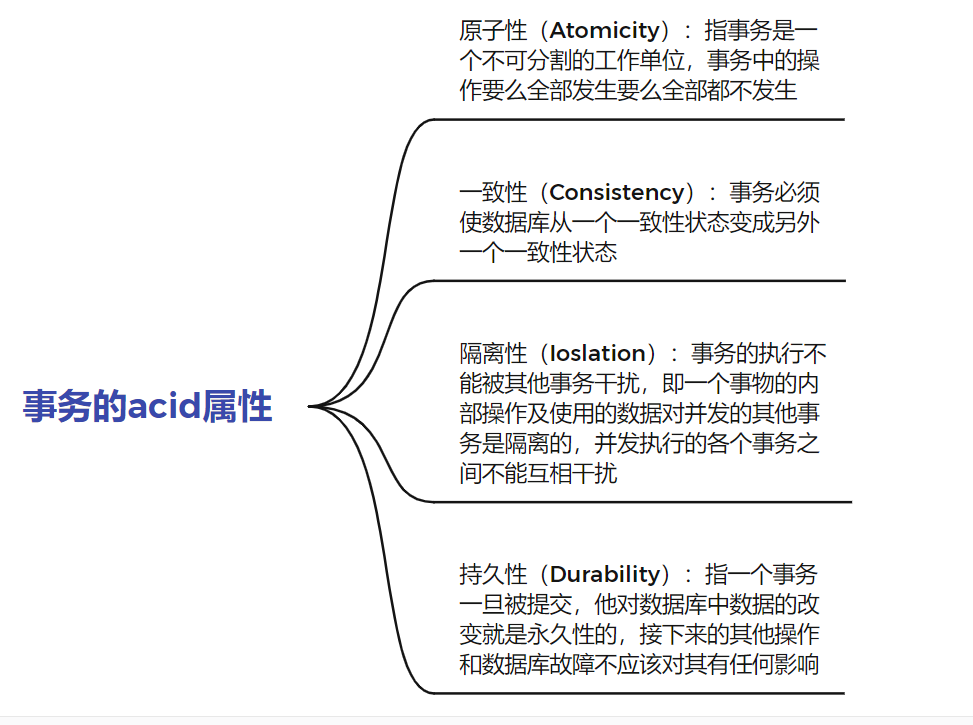 原子性（Atomicity）：指事务是一
个不可分割的工作单位，事务中的操
作要么全部发生要么全部都不发生
一致性（Consistency）：事务必须
使数据库从一个一致性状态变成另外
一个一致性状态
事务的acid属性
隔离性（Ioslation）：事务的执行不
能被其他事务干扰，即一个事物的内
部操作及使用的数据对并发的其他事
务是隔离的，并发执行的各个事务之
间不能互相干扰
持久性（Durability）：指一个事务
一旦被提交，他对数据库中数据的改
变就是永久性的，接下来的其他操作
和数据库故障不应该对其有任何影响